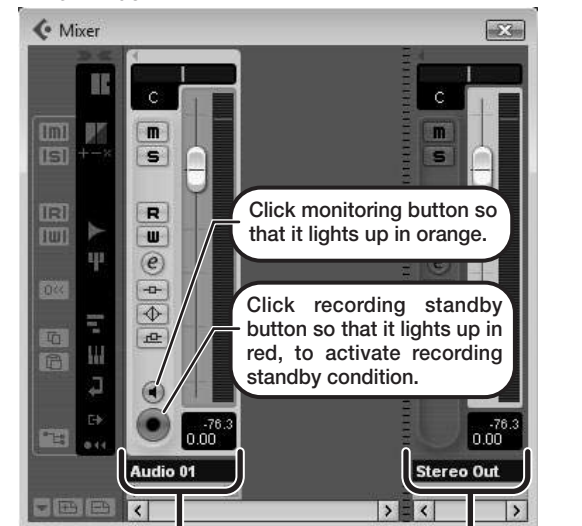 Mixer
C
C
m
m
S
S
[m]
[S]
+−×
[R]
[W]
R
W
e
e
0<<
Click monitoring button so
that it lights up in orange.
Click recording standby
button so that it lights up in
red, to activate recording
standby condition.
-76.3
0.00
-76.3
0.00
Audio 01
Stereo Out